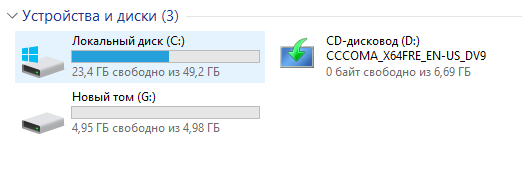 Устройства и диски (3)
Локальный диск (C:)
23,4 ГБ свободно из 49,2 ГБ
CD-дисковод (D:)
CCCOMA_X64FRE_EN-US_DV9
0 байт свободно из 6,69 ГБ
Новый том (G:)
4,95 ГБ свободно из 4,98 ГБ